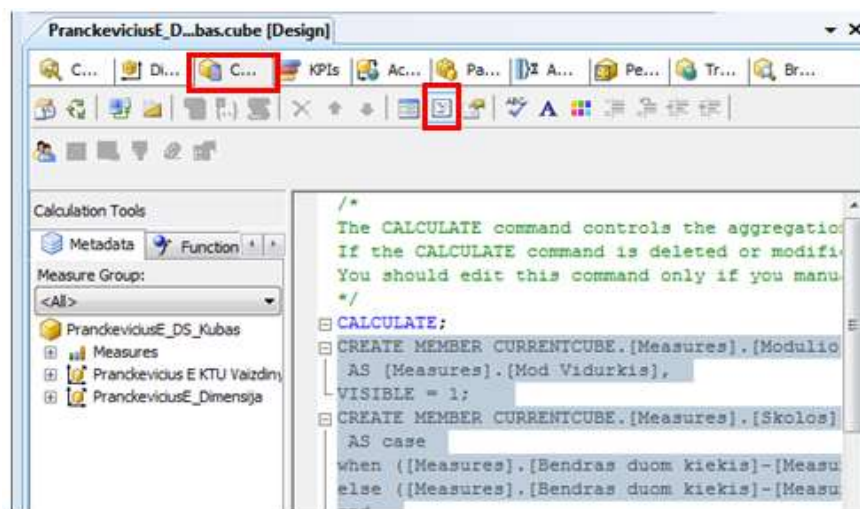 PranckeviciusE_D...bas.cube [Design]
C... Di... C... KPIs Ac... Pa... A... Pe... Tr... Br...
Calculation Tools
Metadata Function
Measure Group:
<All>
PranckeviciusE_DS_Kubas
Measures
Pranckevicius E KTU Vaizdiny
PranckeviciusE_Dimensija
/*
The CALCULATE command controls the aggregatio
If the CALCULATE command is deleted or modifi
You should edit this command only if you manu
*/
CALCULATE;
CREATE MEMBER CURRENTCUBE.[Measures].[Modulio
AS [Measures].[Mod Vidurkis],
VISIBLE = 1;
CREATE MEMBER CURRENTCUBE.[Measures].[Skolos]
AS case
when ([Measures].[Bendras duom kiekis]-[Measu
else ([Measures].[Bendras duom kiekis]-[Measu